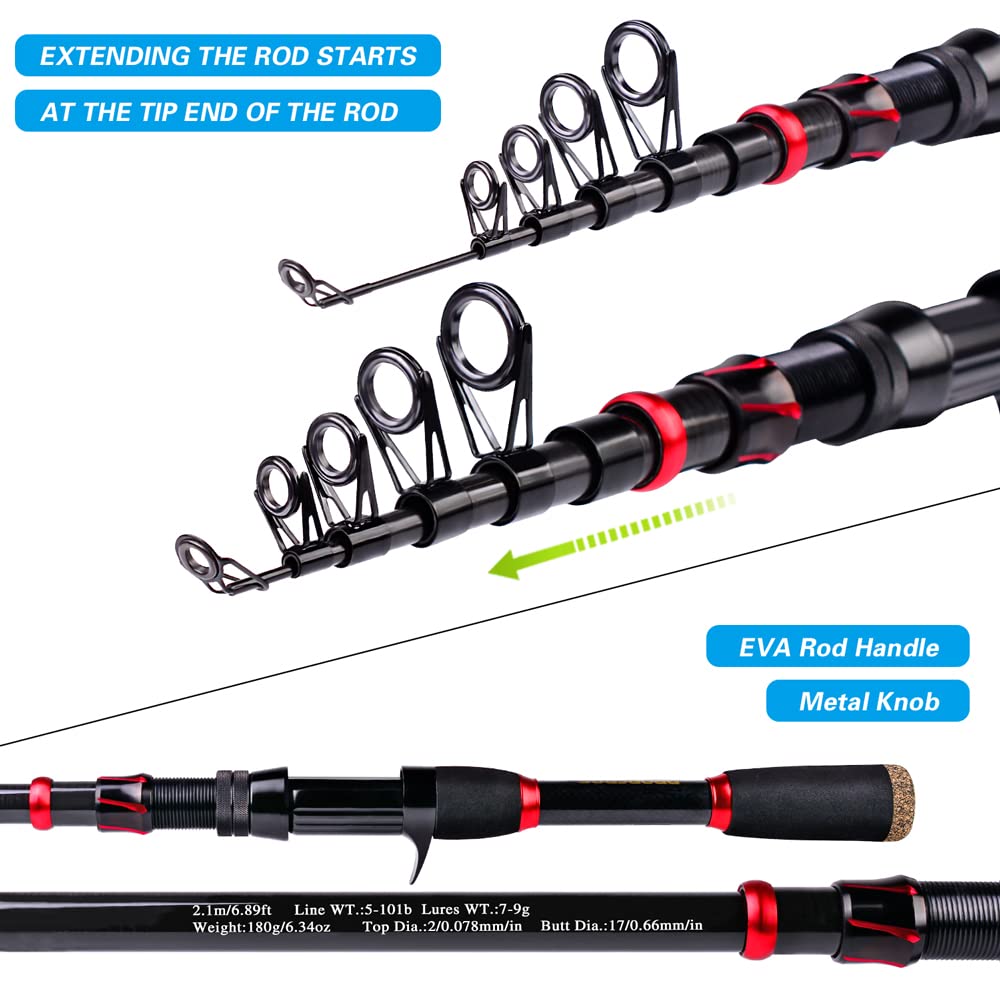 EXTENDING THE ROD STARTS
AT THE TIP END OF THE ROD
EVA Rod Handle
Metal Knob
2.1m/6.89ft Line WT.:5-101b Lures WT.:7-9g
Weight:180g/6.34oz Top Dia.:2/0.078mm/in Butt Dia.:17/0.66mm/in